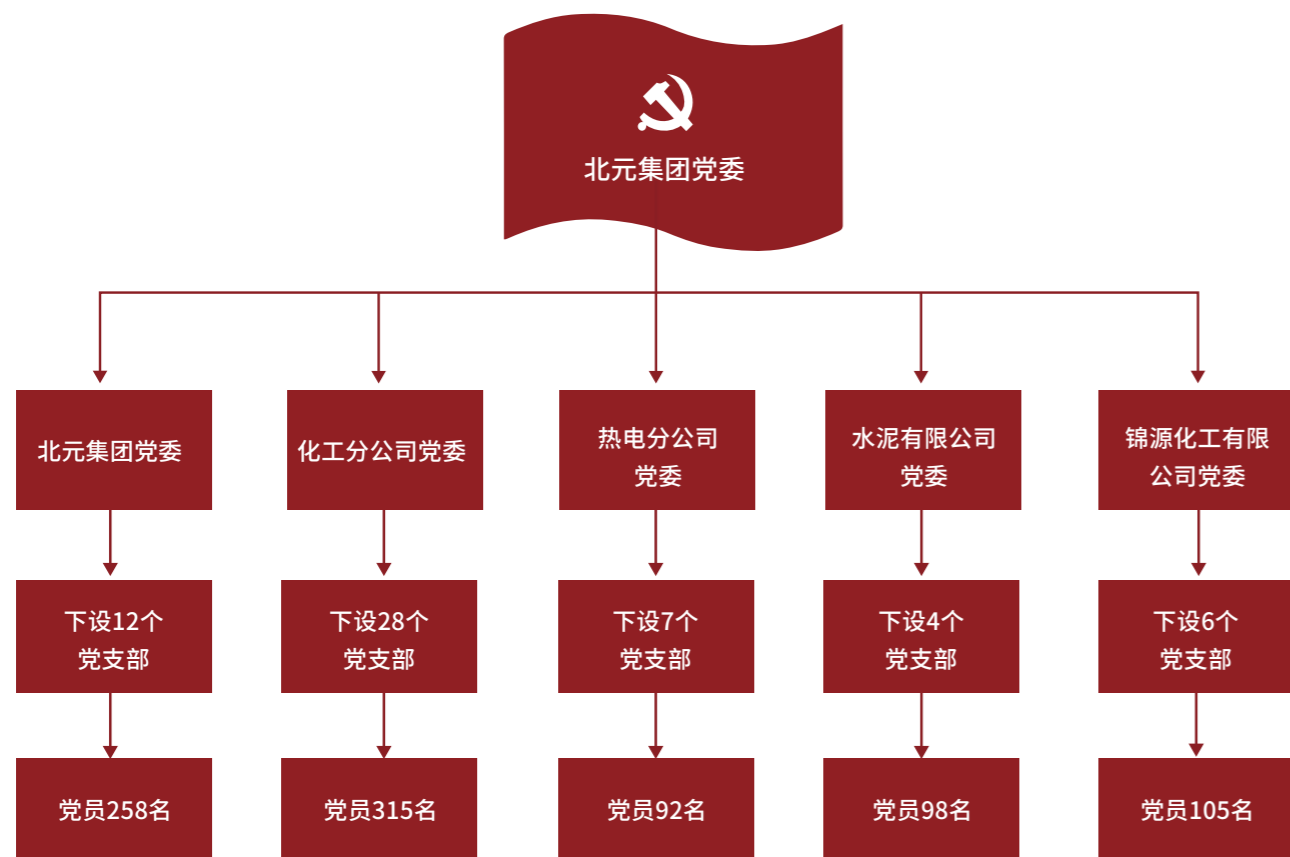 北元集团党委
北元集团党委
化工分公司党委
热电分公司
党委
水泥有限公司
党委
锦源化工有限
公司党委
下设12个
党支部
下设28个
党支部
下设7个
党支部
下设4个
党支部
下设6个
党支部
党员258名
党员315名
党员92名
党员98名
党员105名